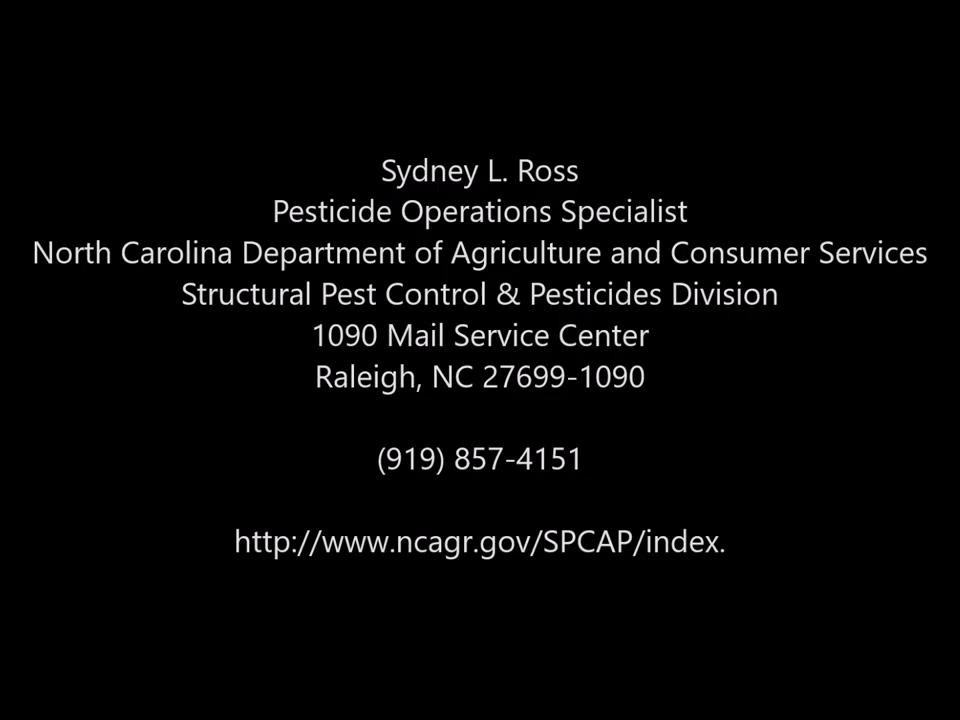 Sydney L. Ross
Pesticide Operations Specialist
North Carolina Department of Agriculture and Consumer Services
Structural Pest Control & Pesticides Division
1090 Mail Service Center
Raleigh, NC 27699-1090
(919) 857-4151
http://www.ncagr.gov/SPCAP/index.